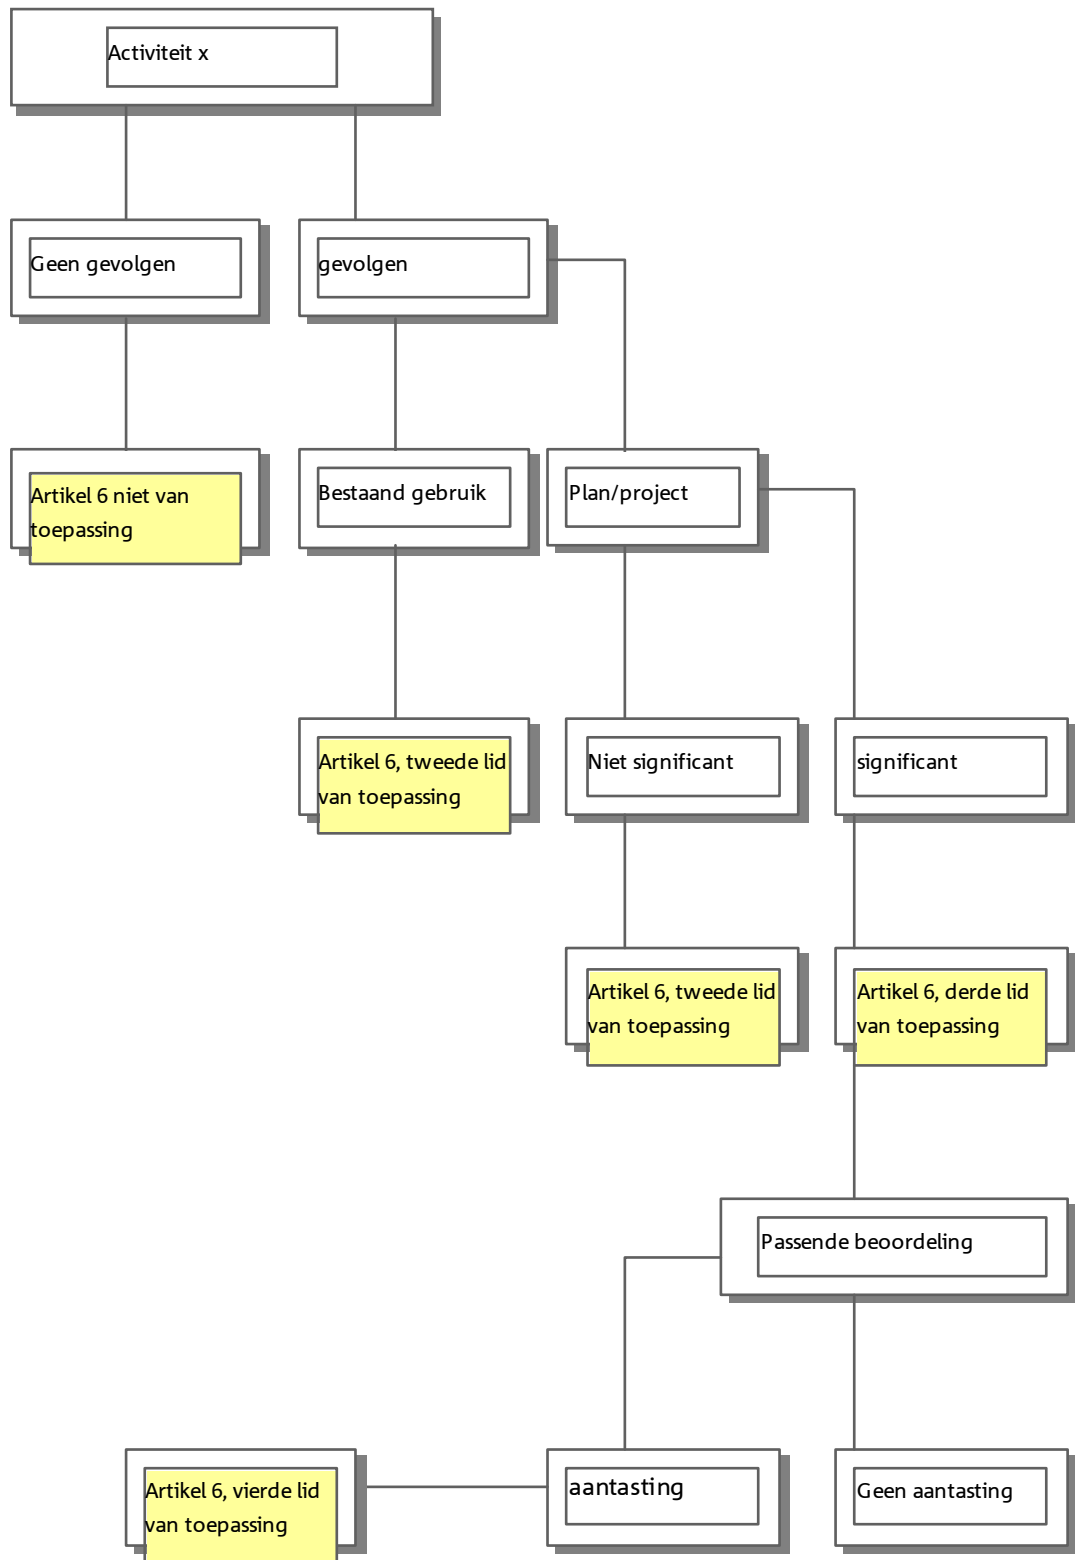 Activiteit x
Geen gevolgen
gevolgen
Artikel 6 niet van
toepassing
Bestaand gebruik
Plan/project
Artikel 6, tweede lid
van toepassing
Niet significant
significant
Artikel 6, tweede lid
van toepassing
Artikel 6, derde lid
van toepassing
Passende beoordeling
Artikel 6, vierde lid
van toepassing
aantasting
Geen aantasting